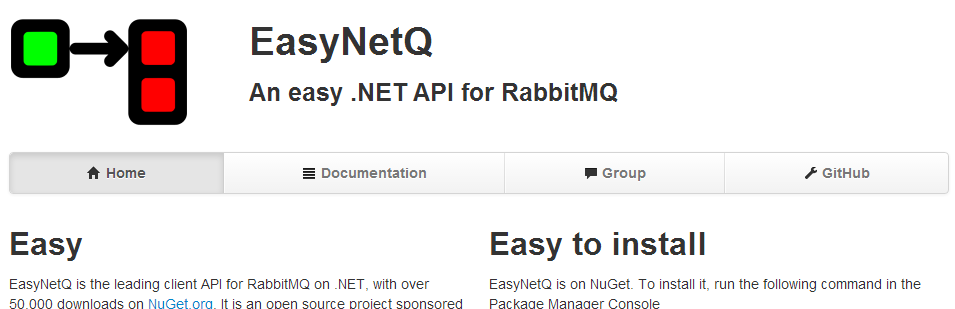 EasyNetQ
An easy .NET API for RabbitMQ
Home
Documentation
Group
GitHub
Easy
EasyNetQ is the leading client API for RabbitMQ on .NET, with over
50,000 downloads on NuGet.org. It is an open source project sponsored
Easy to install
EasyNetQ is on NuGet. To install it, run the following command in the
Package Manager Console